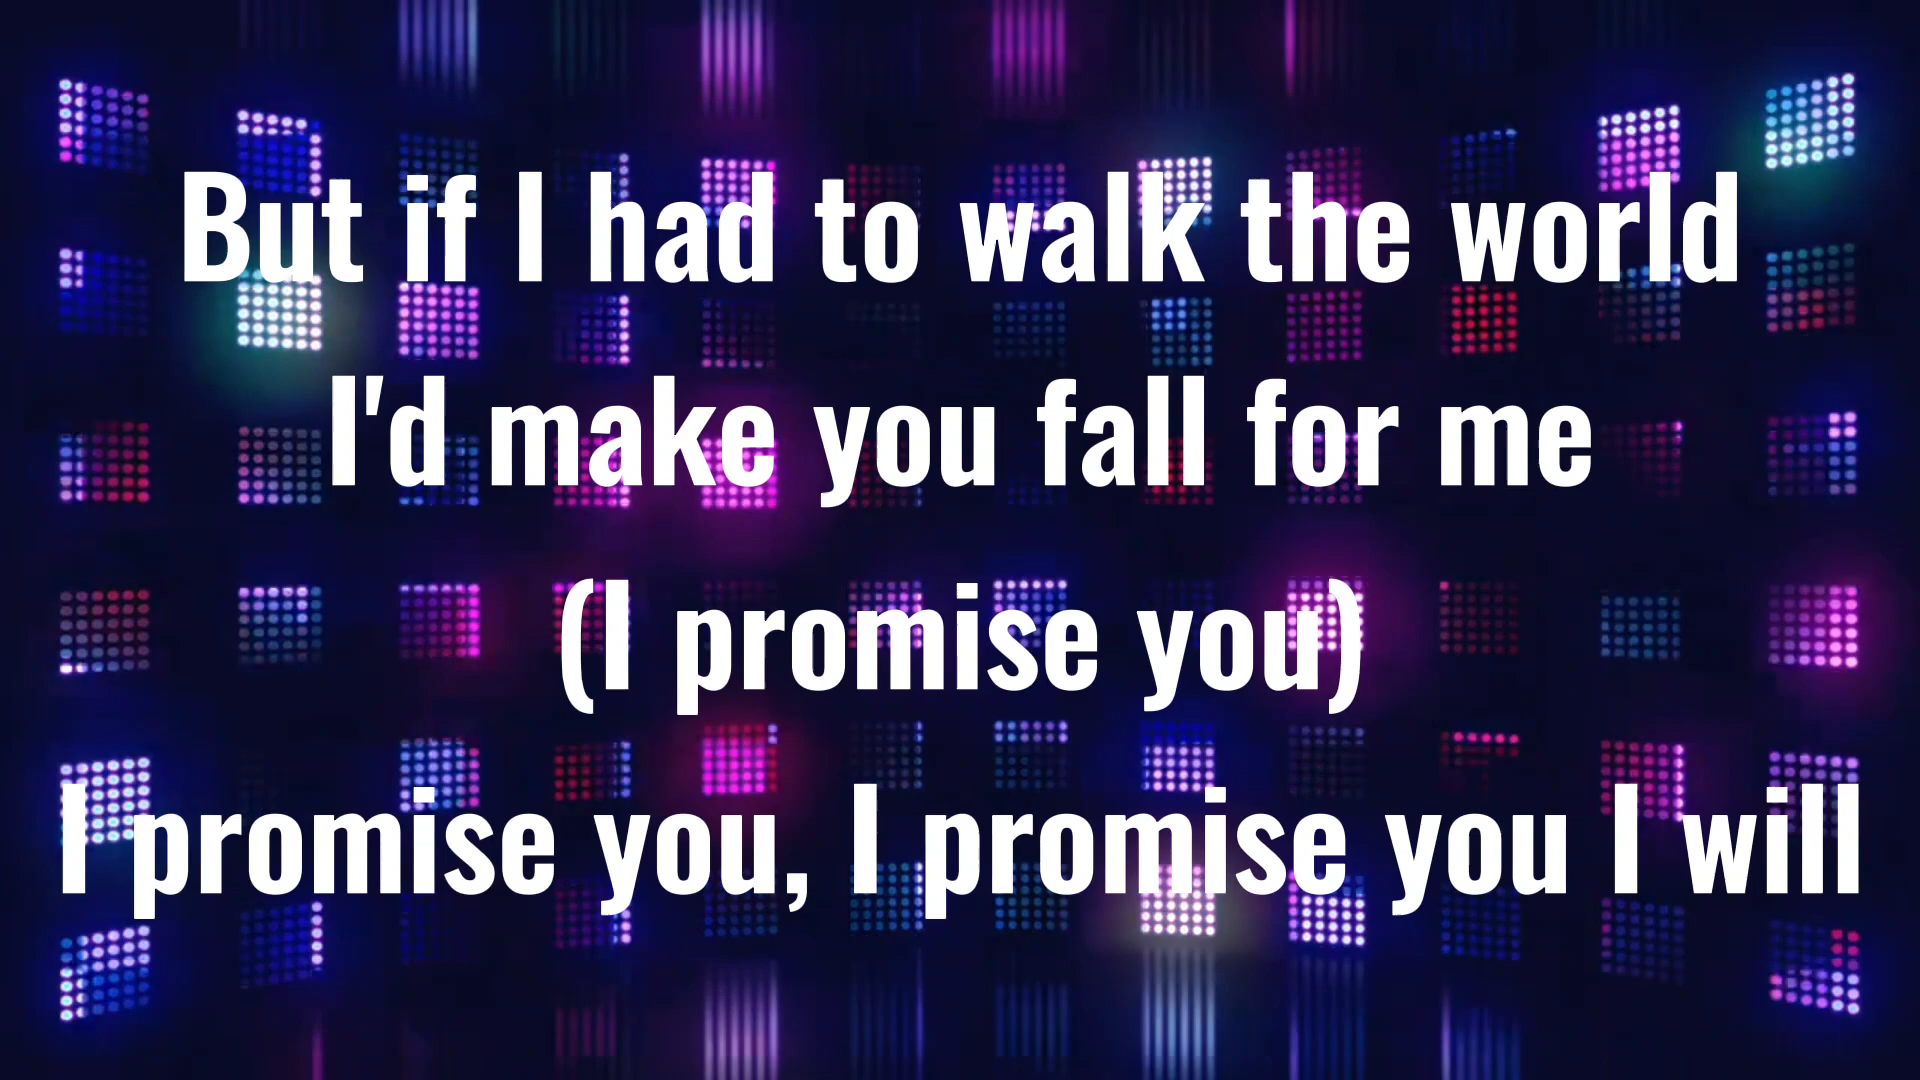 But if I had to walk the world
I'd make you fall for me
(I promise you)
I promise you, I promise you I will